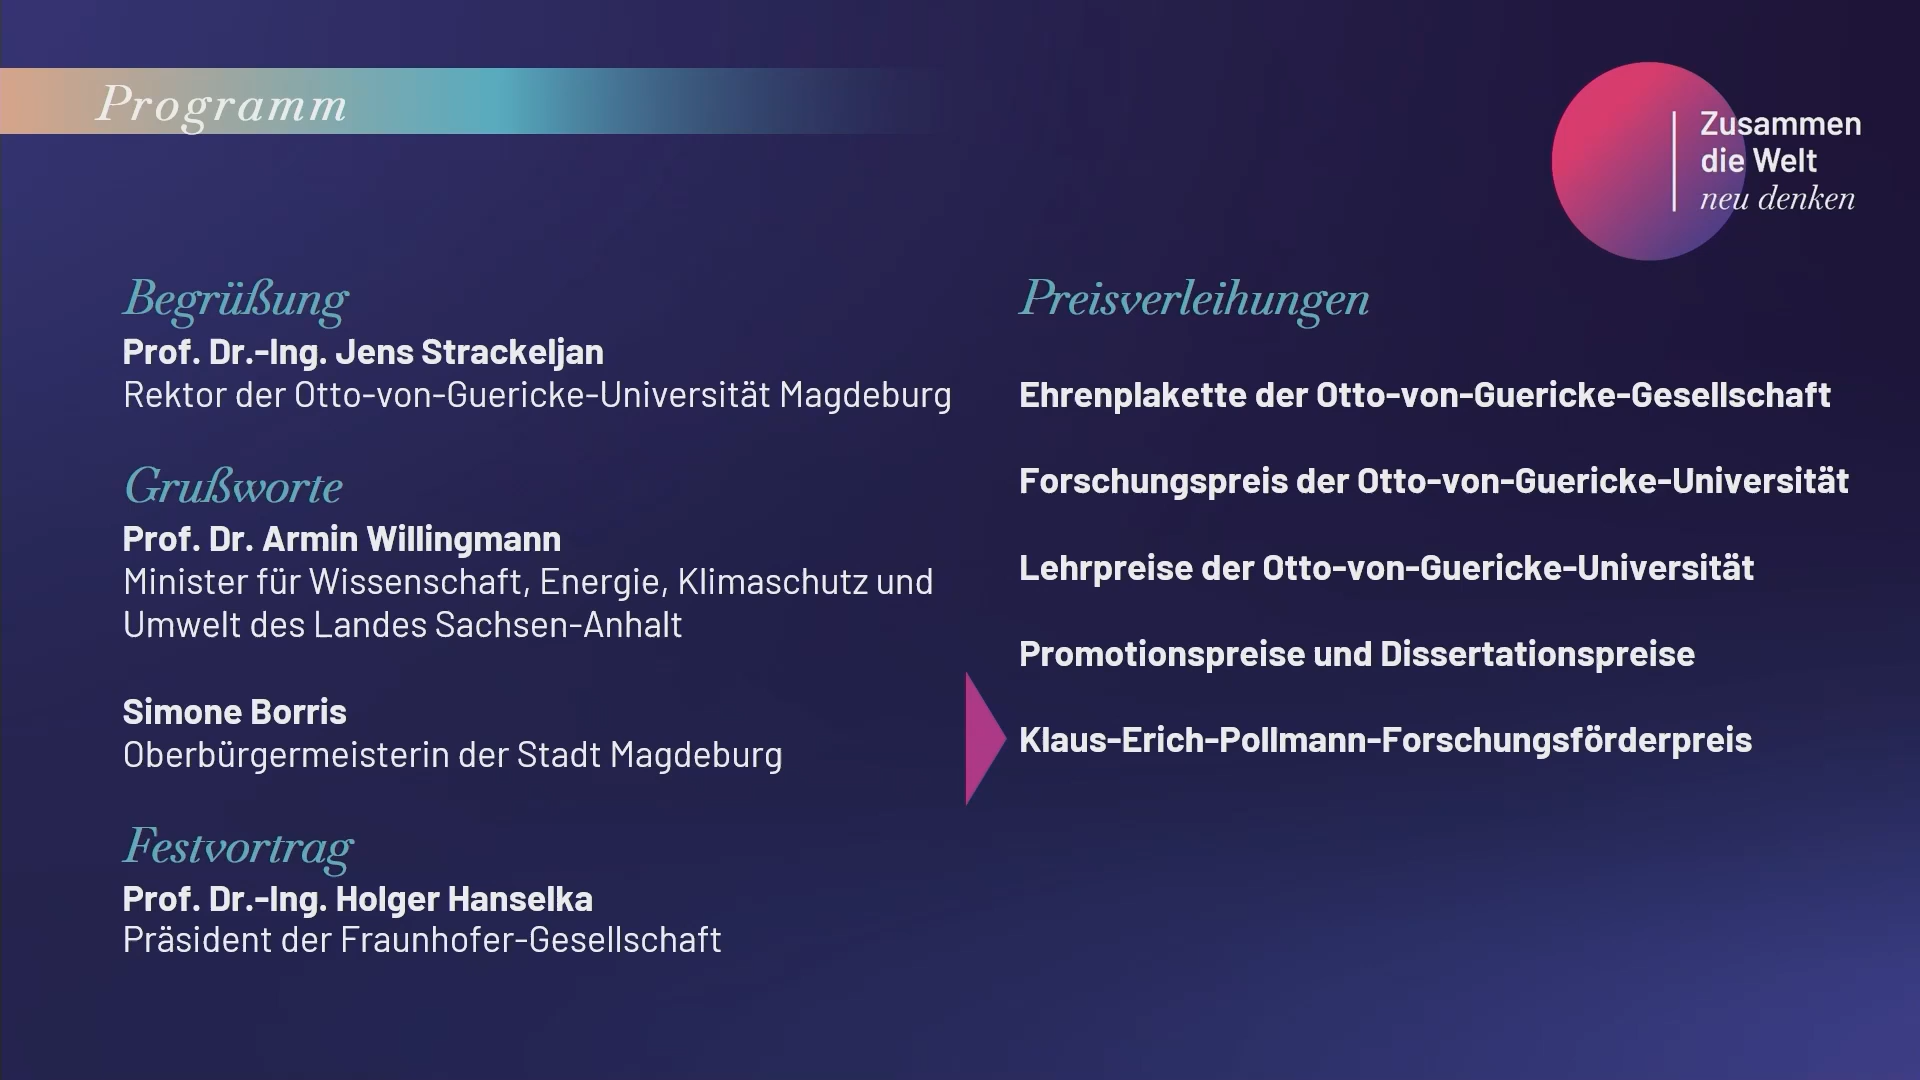 Programm
Zusammen
die Welt
neu denken
Begrüßung
Prof. Dr.-Ing. Jens Strackeljan
Rektor der Otto-von-Guericke-Universität Magdeburg
Grußworte
Prof. Dr. Armin Willingmann
Minister für Wissenschaft, Energie, Klimaschutz und
Umwelt des Landes Sachsen-Anhalt
Simone Borris
Oberbürgermeisterin der Stadt Magdeburg
Festvortrag
Prof. Dr.-Ing. Holger Hanselka
Präsident der Fraunhofer-Gesellschaft
Preisverleihungen
Ehrenplakette der Otto-von-Guericke-Gesellschaft
Forschungspreis der Otto-von-Guericke-Universität
Lehrpreise der Otto-von-Guericke-Universität
Promotionspreise und Dissertationspreise
Klaus-Erich-Pollmann-Forschungsförderpreis